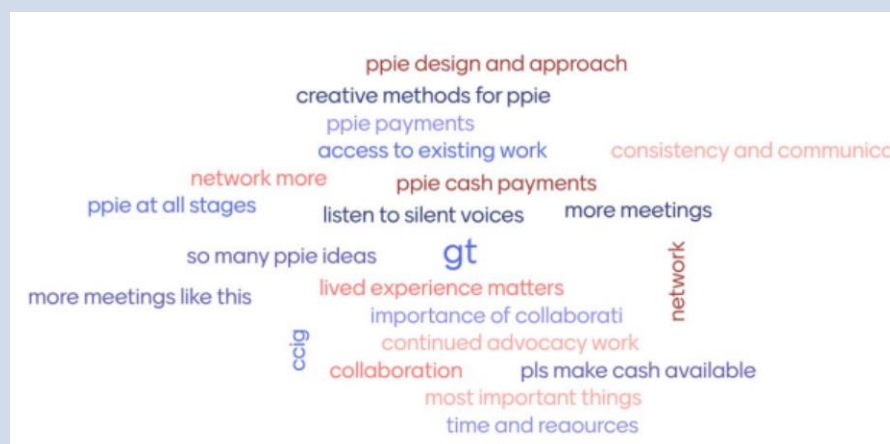 ppie design and approach
creative methods for ppie
ppie payments
access to existing work
consistency and communica
network more
ppie cash payments
ppie at all stages
listen to silent voices
more meetings
so many ppie ideas
gt
network
lived experience matters
more meetings like this
importance of collaborati
ccig
continued advocacy work
collaboration
pls make cash available
most important things
time and reaources